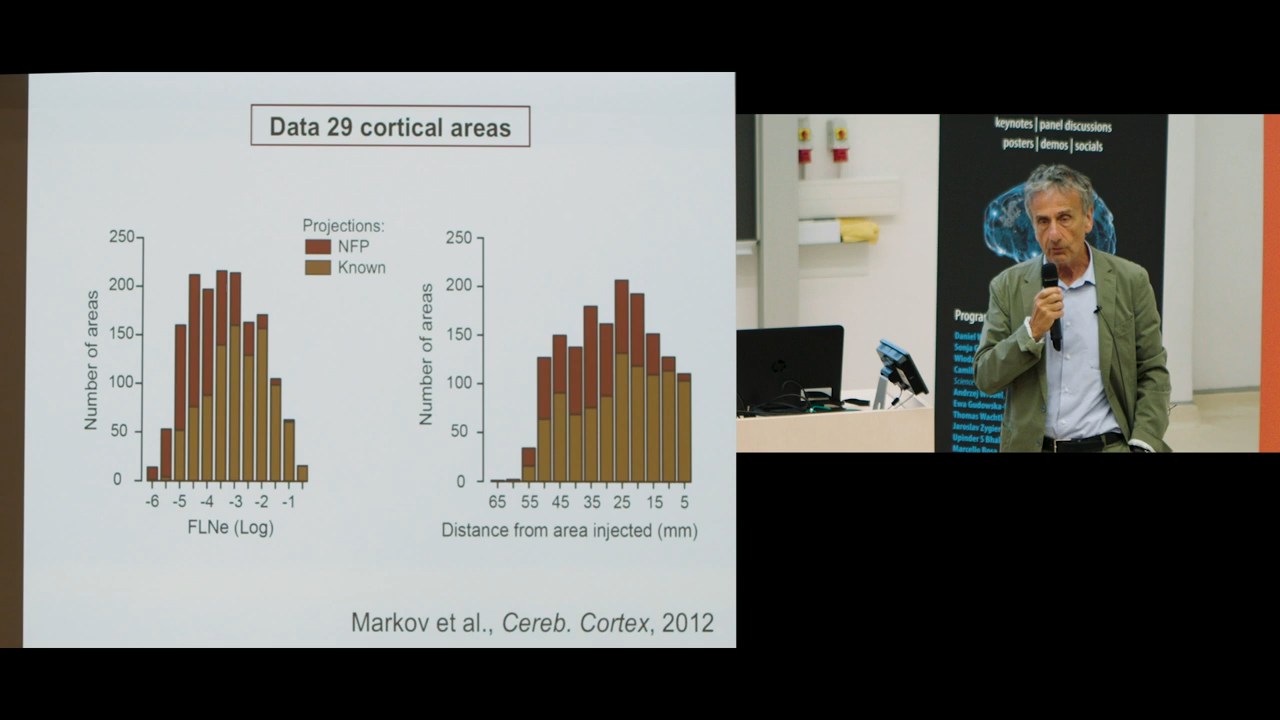 Data 29 cortical areas
Projections:
NFP
Known
Number of areas
250
200
150
100
50
0
-6 -5 -4 -3 -2 -1
FLNe (Log)
Number of areas
250
200
150
100
50
0
65 55 45 35 25 15 5
Distance from area injected (mm)
Markov et al., Cereb. Cortex, 2012
keynotes | panel discussions
posters | demos | socials